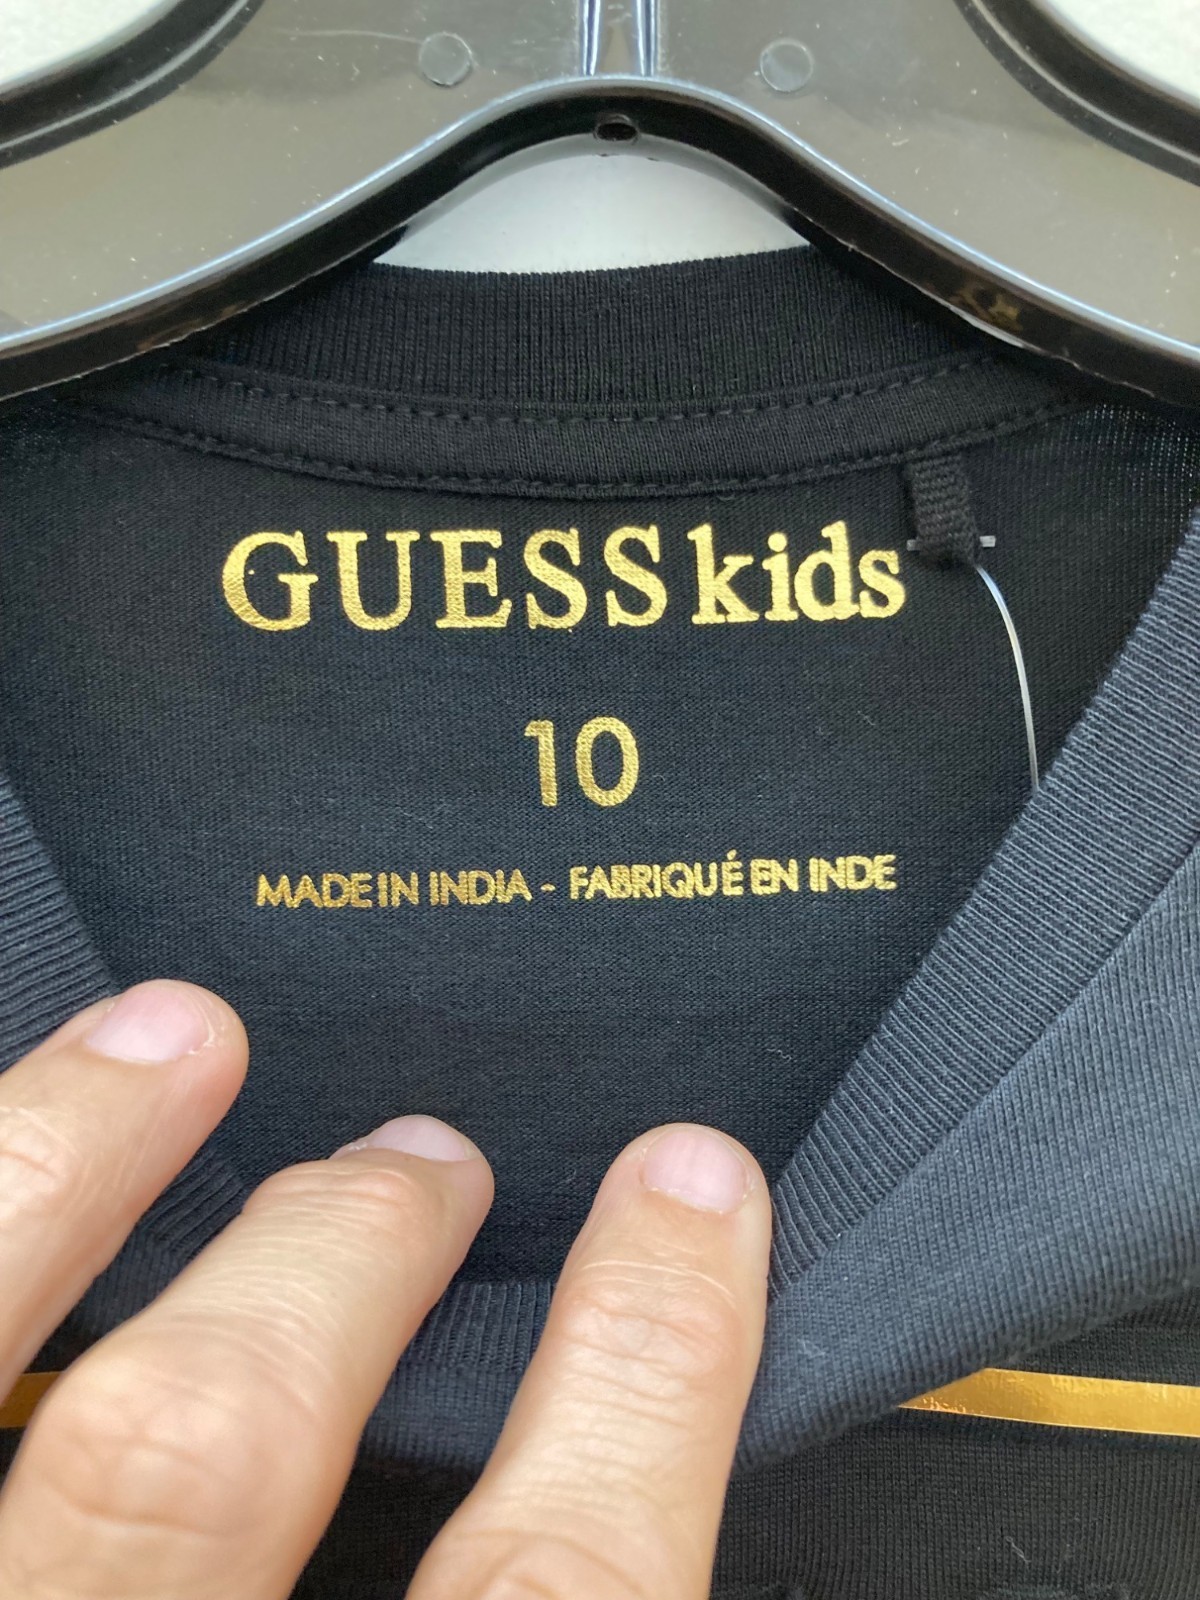 GUESS kids
10
MADE IN INDIA - FABRIQUÉ EN INDE